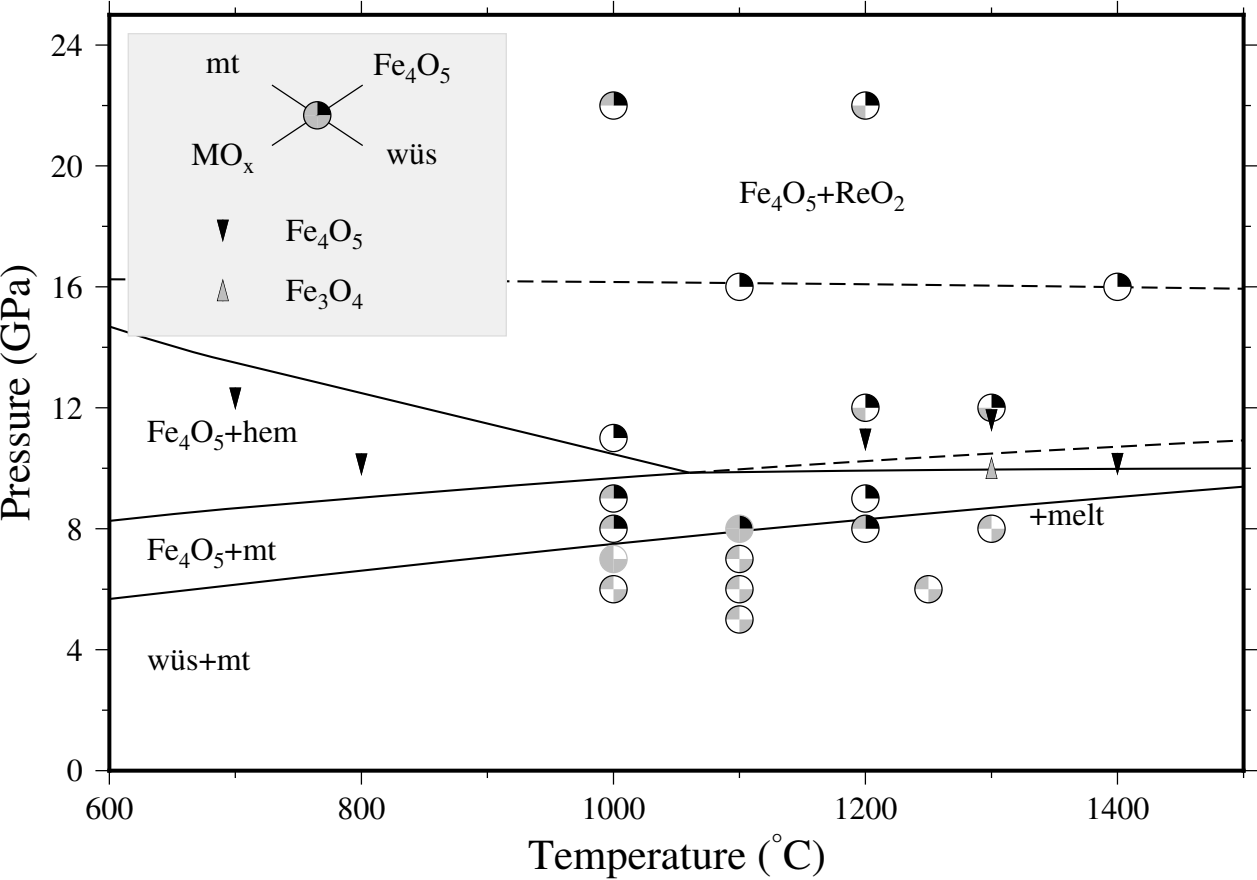 24
20
16
12
8
4
0
Pressure (GPa)
mt Fe₄O₅
MOₓ wüs
Fe₄O₅
Fe₃O₄
Fe₄O₅+ReO₂
Fe₄O₅+hem
+melt
Fe₄O₅+mt
wüs+mt
600 800 1000 1200 1400
Temperature (°C)